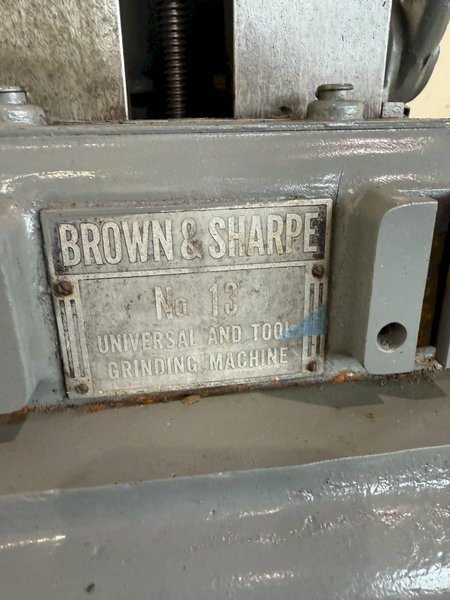 BROWN & SHARPE
No 13
UNIVERSAL AND TOOL
GRINDING MACHINE